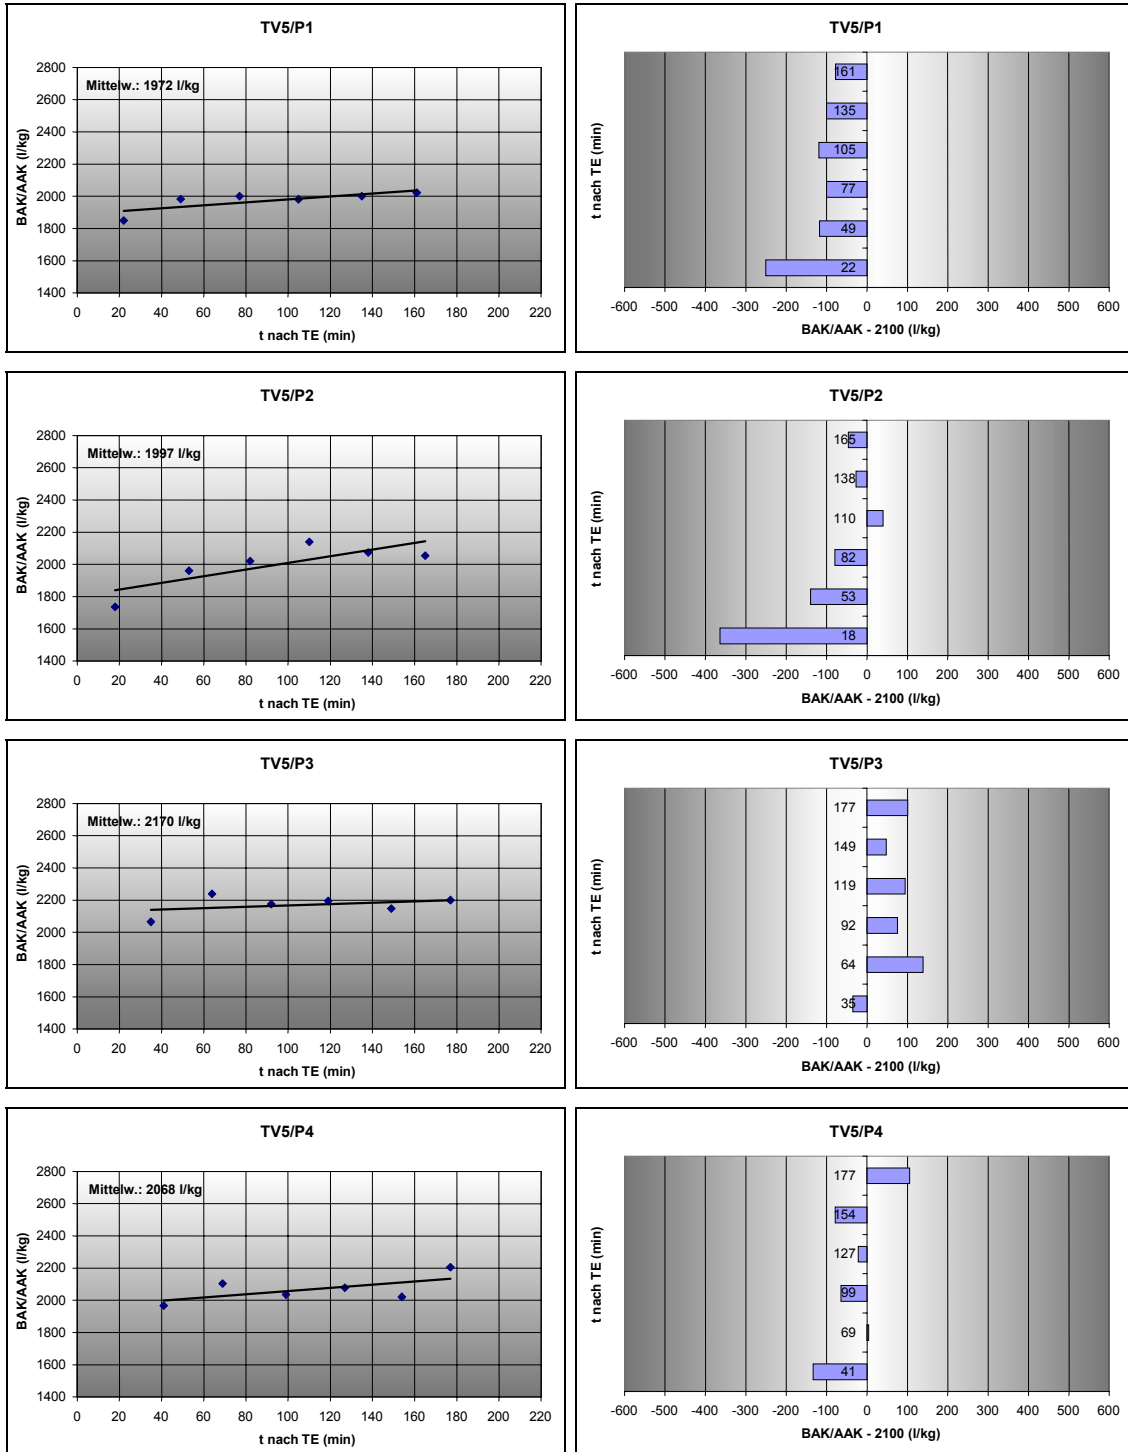 TV5/P1
Mittelw.: 1972 l/kg
BAK/AAK (l/kg)
2800
2600
2400
2200
2000
1800
1600
1400
0 20 40 60 80 100 120 140 160 180 200 220
t nach TE (min)
TV5/P1
t nach TE (min)
161
135
105
77
49
22
-600 -500 -400 -300 -200 -100 0 100 200 300 400 500 600
BAK/AAK - 2100 (l/kg)
TV5/P2
Mittelw.: 1997 l/kg
BAK/AAK (l/kg)
2800
2600
2400
2200
2000
1800
1600
1400
0 20 40 60 80 100 120 140 160 180 200 220
t nach TE (min)
TV5/P2
t nach TE (min)
165
138
110
82
53
18
-600 -500 -400 -300 -200 -100 0 100 200 300 400 500 600
BAK/AAK - 2100 (l/kg)
TV5/P3
Mittelw.: 2170 l/kg
BAK/AAK (l/kg)
2800
2600
2400
2200
2000
1800
1600
1400
0 20 40 60 80 100 120 140 160 180 200 220
t nach TE (min)
TV5/P3
t nach TE (min)
177
149
119
92
64
35
-600 -500 -400 -300 -200 -100 0 100 200 300 400 500 600
BAK/AAK - 2100 (l/kg)
TV5/P4
Mittelw.: 2068 l/kg
BAK/AAK (l/kg)
2800
2600
2400
2200
2000
1800
1600
1400
0 20 40 60 80 100 120 140 160 180 200 220
t nach TE (min)
TV5/P4
t nach TE (min)
177
154
127
99
69
41
-600 -500 -400 -300 -200 -100 0 100 200 300 400 500 600
BAK/AAK - 2100 (l/kg)